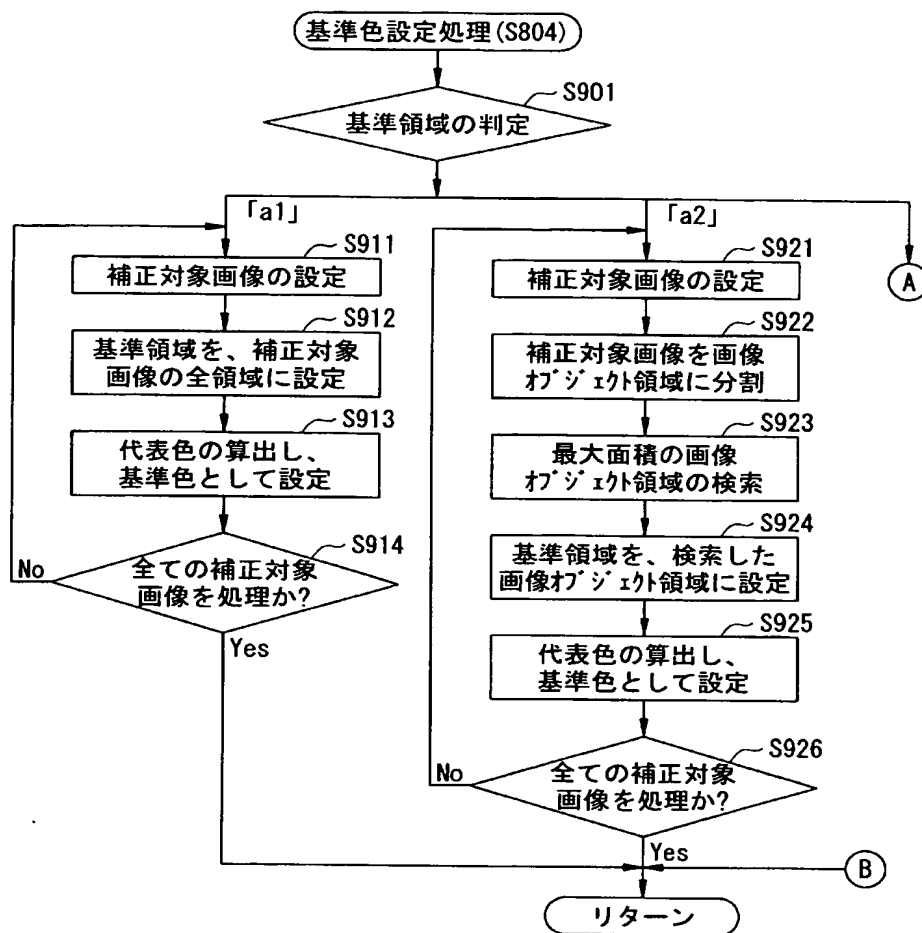 基準色設定処理(S804)
S901
基準領域の判定
「a1」
「a2」
A
S911
補正対象画像の設定
S912
基準領域を、補正対象
画像の全領域に設定
S913
代表色の算出し、
基準色として設定
S914
全ての補正対象
画像を処理か?
No
Yes
S921
補正対象画像の設定
S922
補正対象画像を画像
オブジェクト領域に分割
S923
最大面積の画像
オブジェクト領域の検索
S924
基準領域を、検索した
画像オブジェクト領域に設定
S925
代表色の算出し、
基準色として設定
S926
全ての補正対象
画像を処理か?
No
Yes
B
リターン